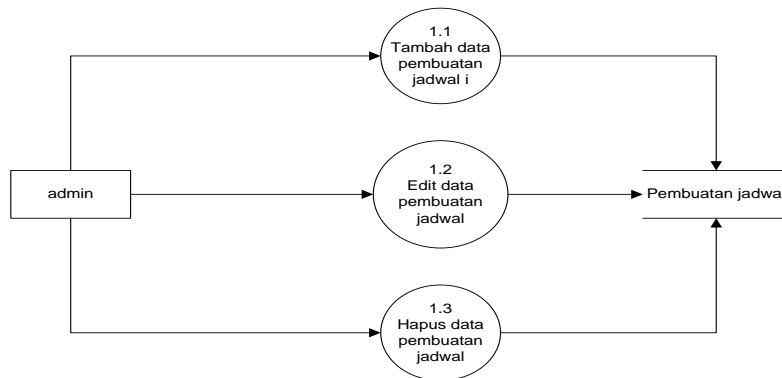 1.1
Tambah data
pembuatan
jadwal i
admin
1.2
Edit data
pembuatan
jadwal
Pembuatan jadwa
1.3
Hapus data
pembuatan
jadwal